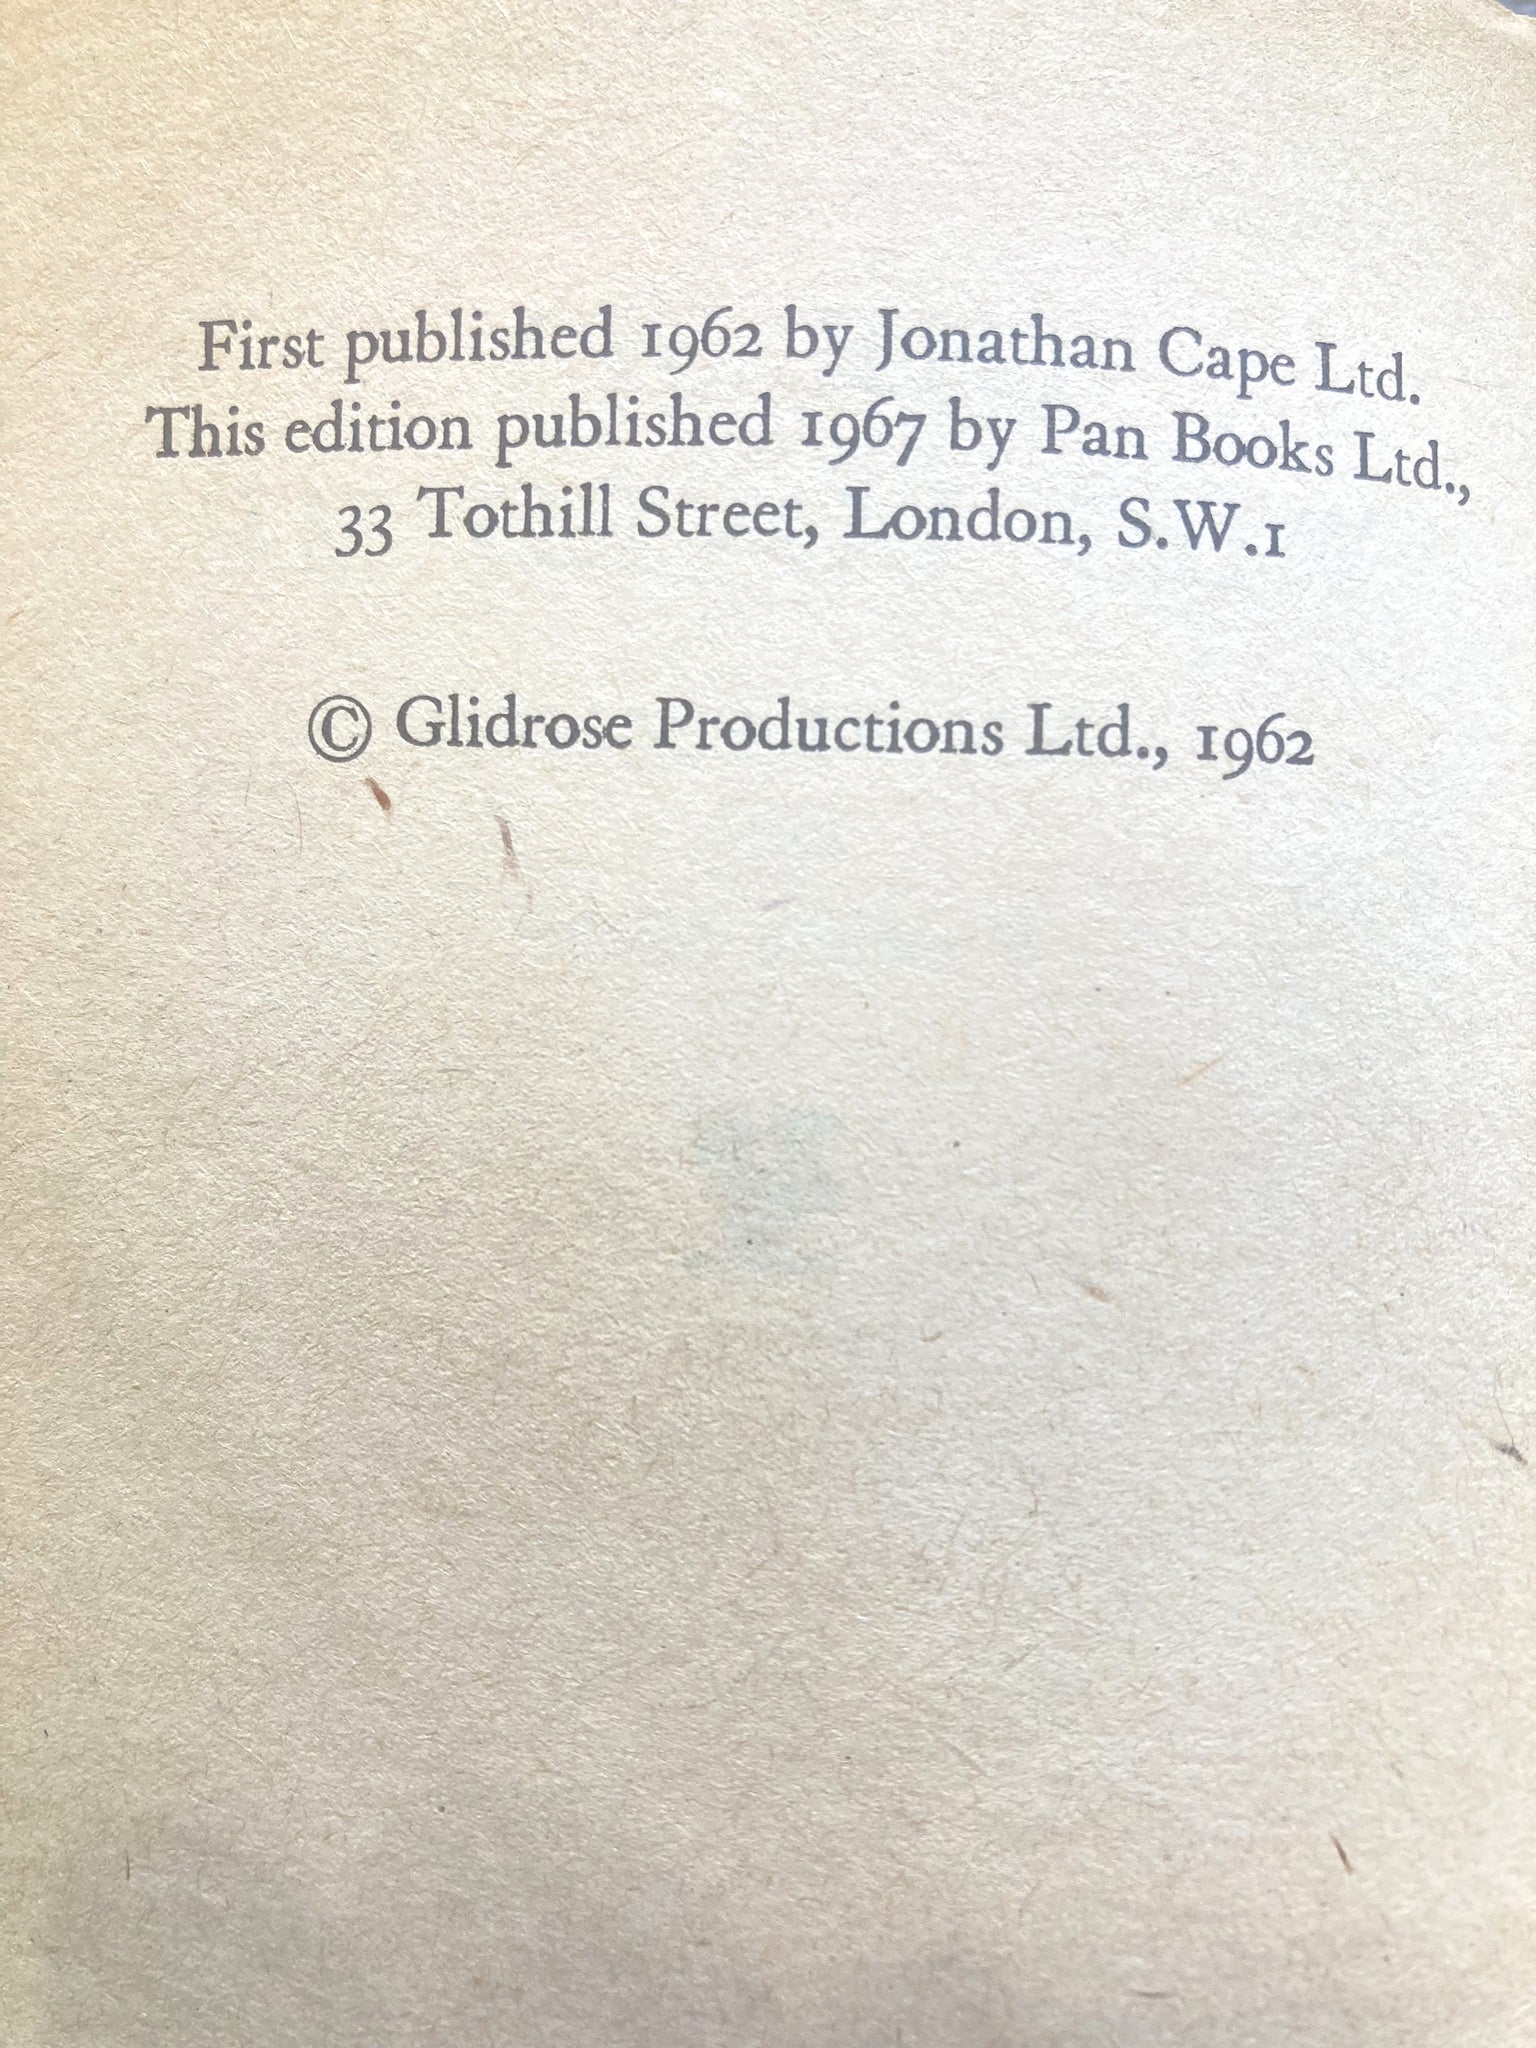 First published 1962 by Jonathan Cape Ltd.
This edition published 1967 by Pan Books Ltd.,
33 Tothill Street, London, S.W.1
© Glidrose Productions Ltd., 1962